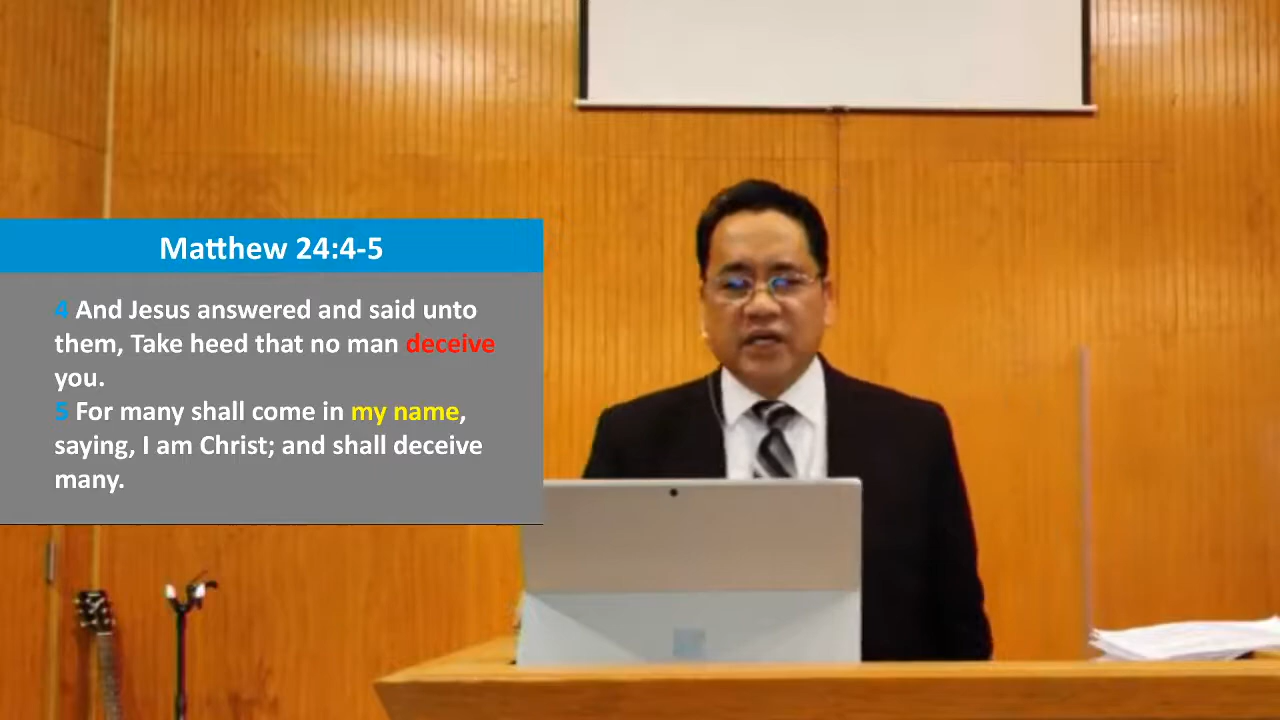 Matthew 24:4-5
4 And Jesus answered and said unto
them, Take heed that no man deceive
you.
5 For many shall come in my name,
saying, I am Christ; and shall deceive
many.